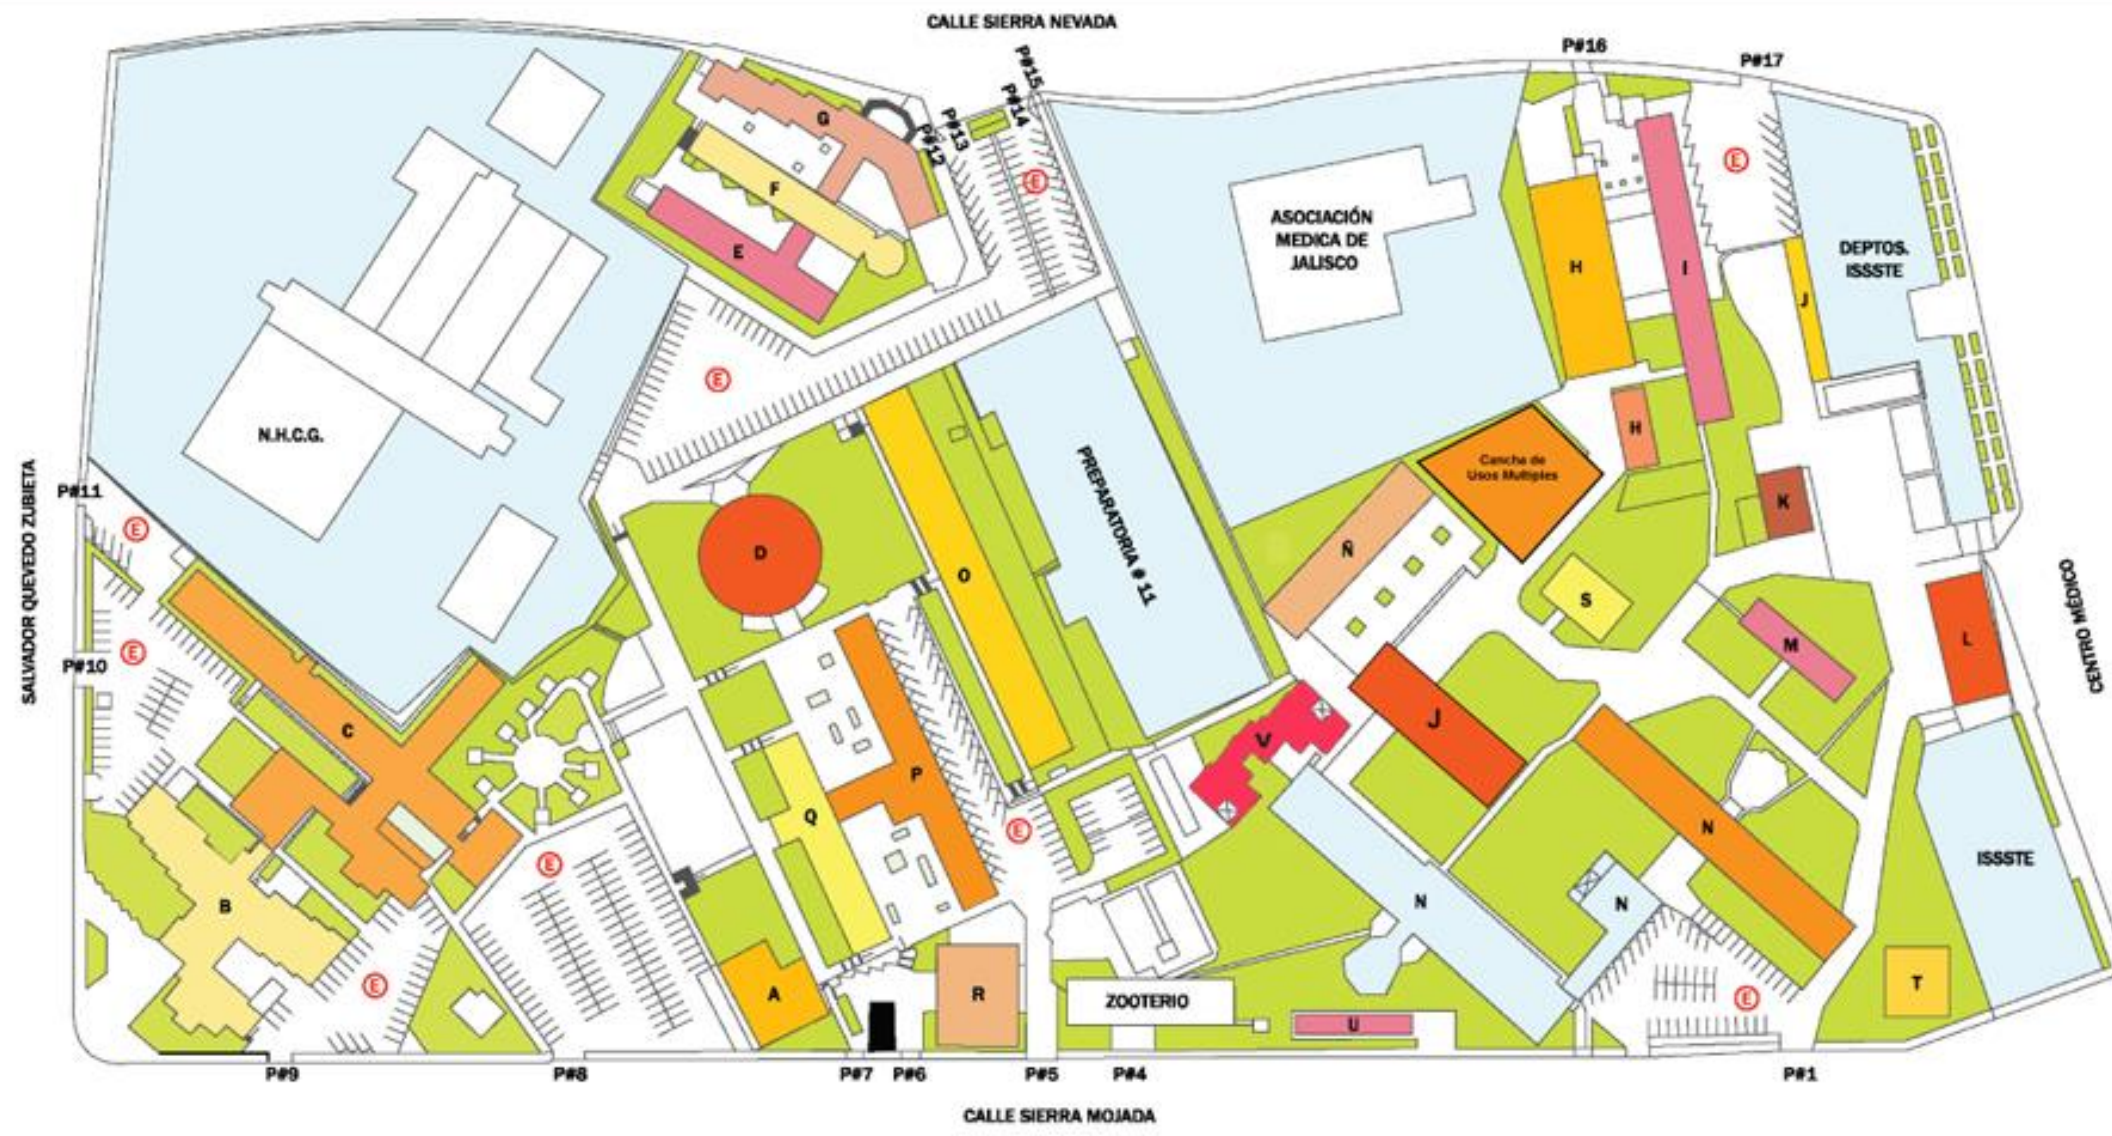 CALLE SIERRA NEVADA
P#16
P#17
P#15
P#14
P#13
P#12
G
F
E
E
E
E
ASOCIACIÓN
MEDICA DE
JALISCO
H
I
J
DEPTOS.
ISSSTE
N.H.C.G.
PREPARATORIA # 11
H
Cancha de
Usos Multiples
K
SALVADOR QUEVEDO ZUBIETA
P#11
E
P#10
E
D
O
Ñ
S
M
L
CENTRO MÉDICO
C
P
Q
V
J
N
E
E
B
N
N
ISSSTE
E
A
R
ZOOTERIO
U
E
T
P#9
P#8
P#7
P#6
P#5
P#4
P#1
CALLE SIERRA MOJADA